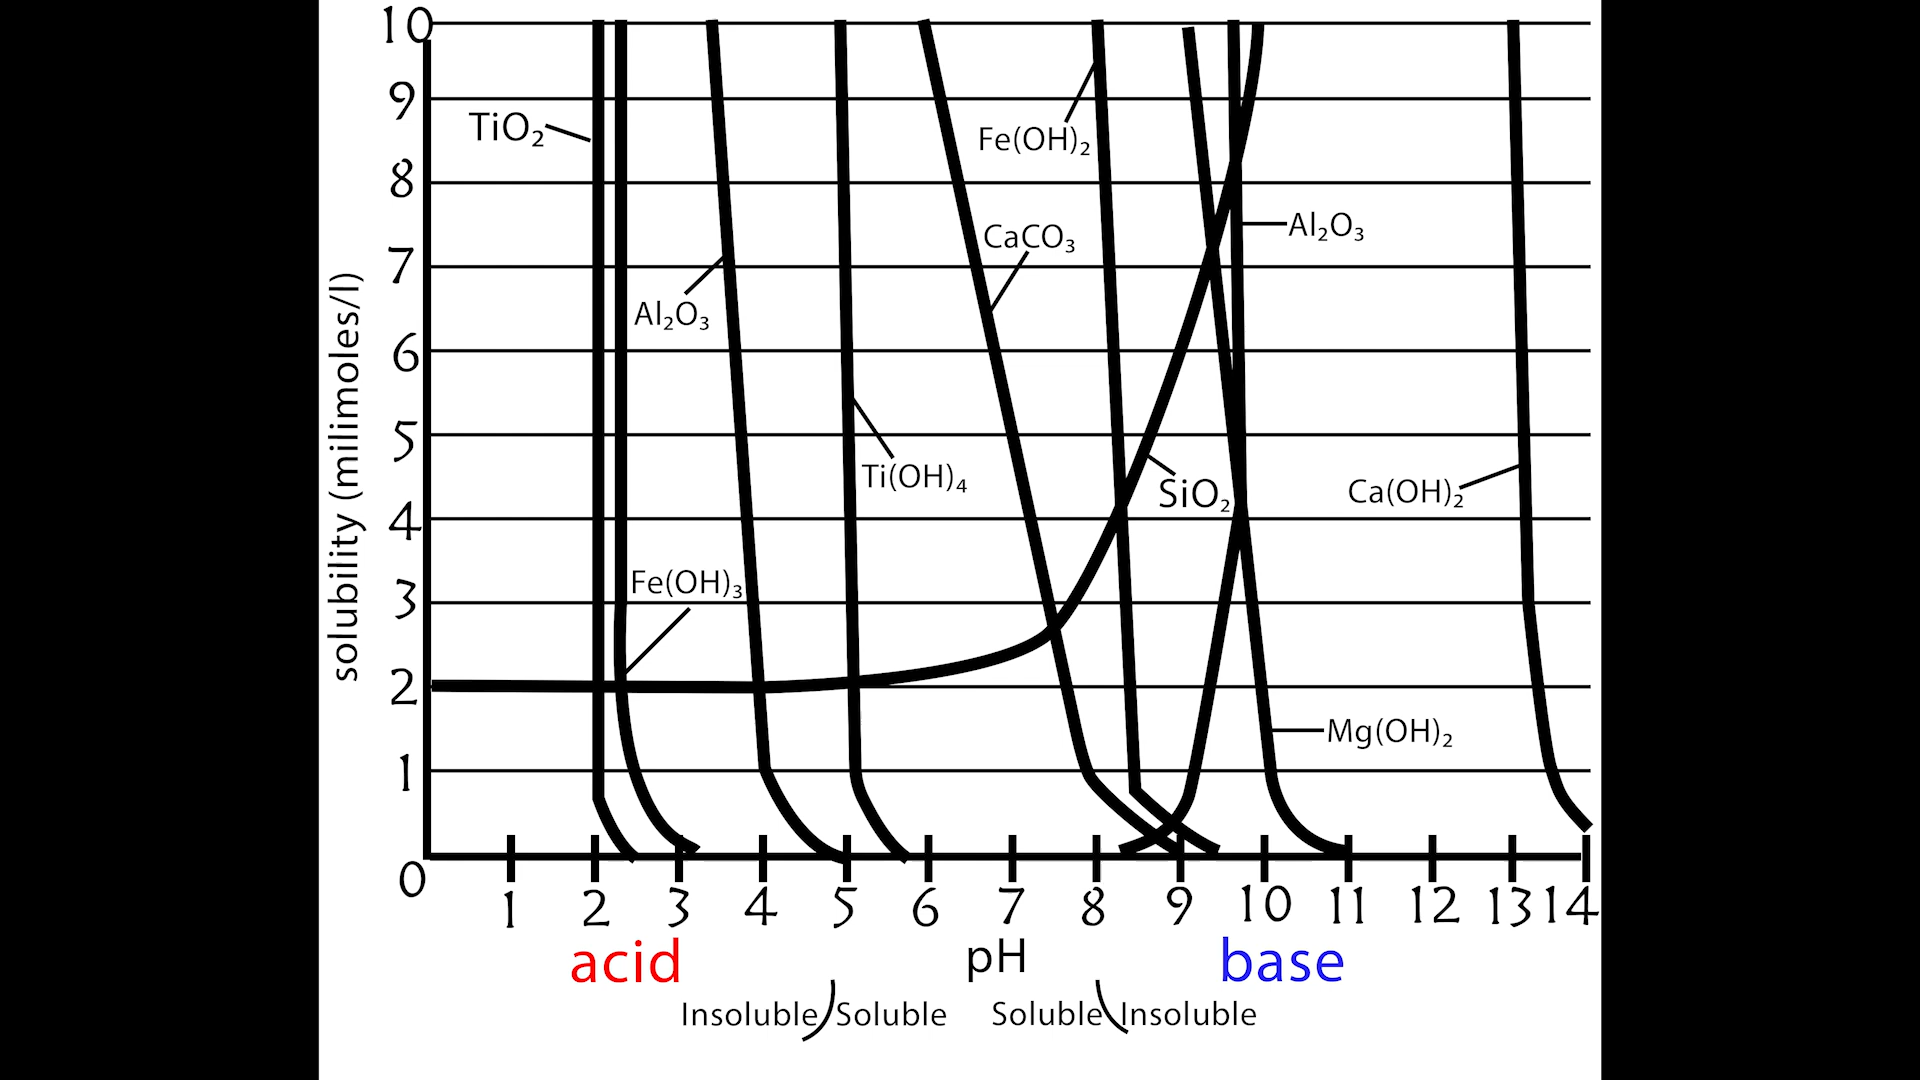 10
9
TiO₂
Fe(OH)₂
8
Al₂O₃
CaCO₃
7
Al₂O₃
6
5
Ti(OH)₄
SiO₂
Ca(OH)₂
4
Fe(OH)₃
3
solubility (milimoles/l)
2
Mg(OH)₂
1
0
1 2 3 4 5 6 7 8 9 10 11 12 13 14
acid pH base
Insoluble Soluble Soluble Insoluble